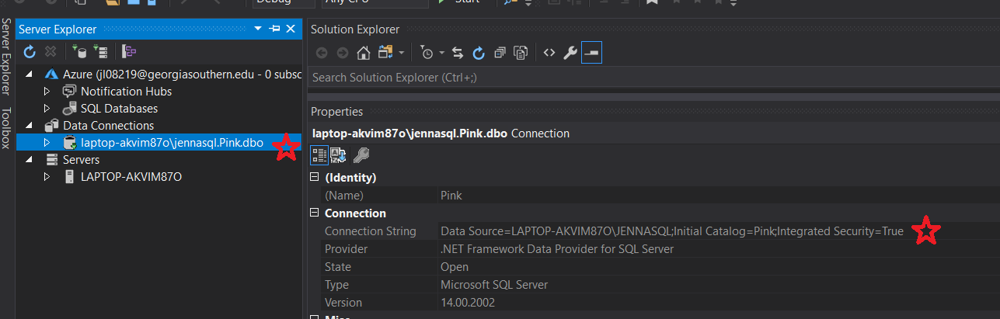 Debug
Any CPU
Start
Server Explorer
Toolbox
Server Explorer
Azure (jl08219@georgiasouthern.edu - 0 subsc
Notification Hubs
SQL Databases
Data Connections
laptop-akvim87o\jennasql.Pink.dbo
Servers
LAPTOP-AKVIM87O
Solution Explorer
Search Solution Explorer (Ctrl+;)
Properties
laptop-akvim87o\jennasql.Pink.dbo Connection
(Identity)
(Name) Pink
Connection
Connection String Data Source=LAPTOP-AKVIM87O\JENNASQL;Initial Catalog=Pink;Integrated Security=True
Provider .NET Framework Data Provider for SQL Server
State Open
Type Microsoft SQL Server
Version 14.00.2002
Misc